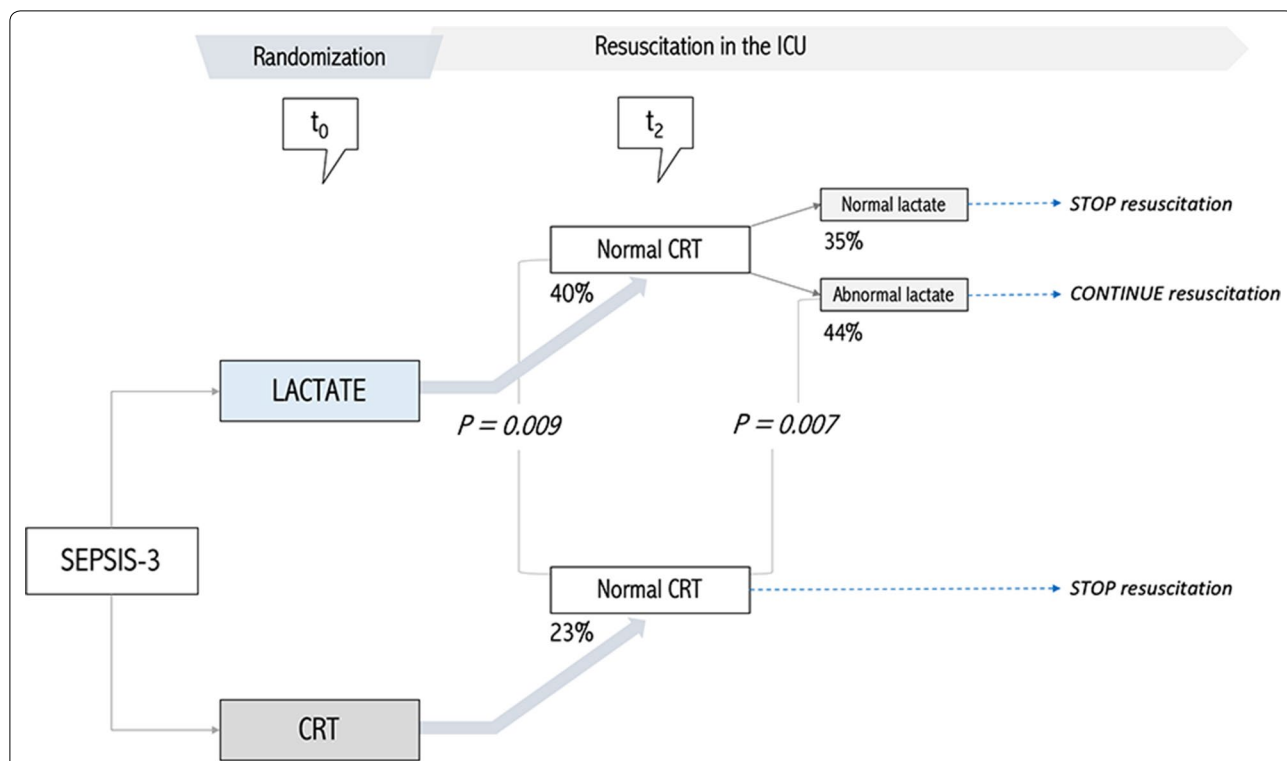 Randomization
Resuscitation in the ICU
t₀
t₂
Normal lactate
STOP resuscitation
35%
Normal CRT
40%
Abnormal lactate
CONTINUE resuscitation
44%
LACTATE
P = 0.009
P = 0.007
SEPSIS-3
Normal CRT
STOP resuscitation
23%
CRT